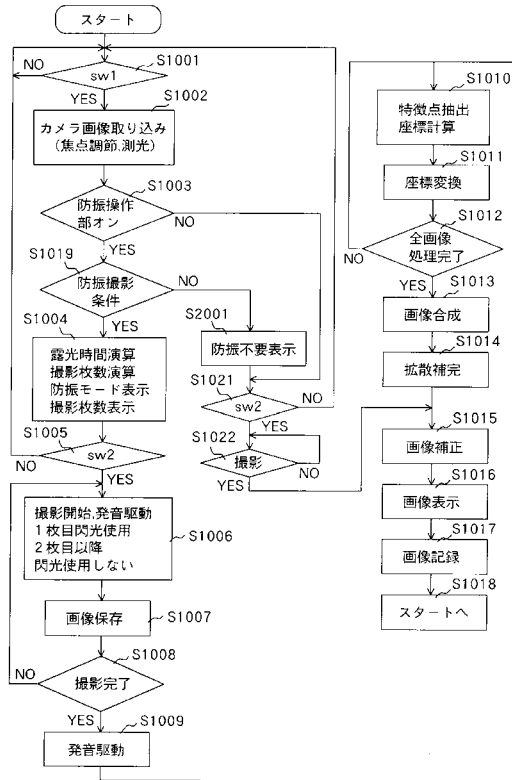 スタート
S1001
sw1
NO
YES
S1002
カメラ画像取り込み
(焦点調節,測光)
S1003
防振操作
部オン
NO
YES
S1019
防振撮影
条件
NO
YES
S1004
露光時間演算
撮影枚数演算
防振モード表示
撮影枚数表示
S1005
sw2
NO
YES
S1006
撮影開始,発音駆動
1枚目閃光使用
2枚目以降
閃光使用しない
S1007
画像保存
S1008
撮影完了
NO
YES
S1009
発音駆動
S2001
防振不要表示
S1021
sw2
NO
YES
S1022
撮影
NO
YES
S1010
特徴点抽出
座標計算
S1011
座標変換
S1012
全画像
処理完了
NO
YES
S1013
画像合成
S1014
拡散補完
S1015
画像補正
S1016
画像表示
S1017
画像記録
S1018
スタートへ